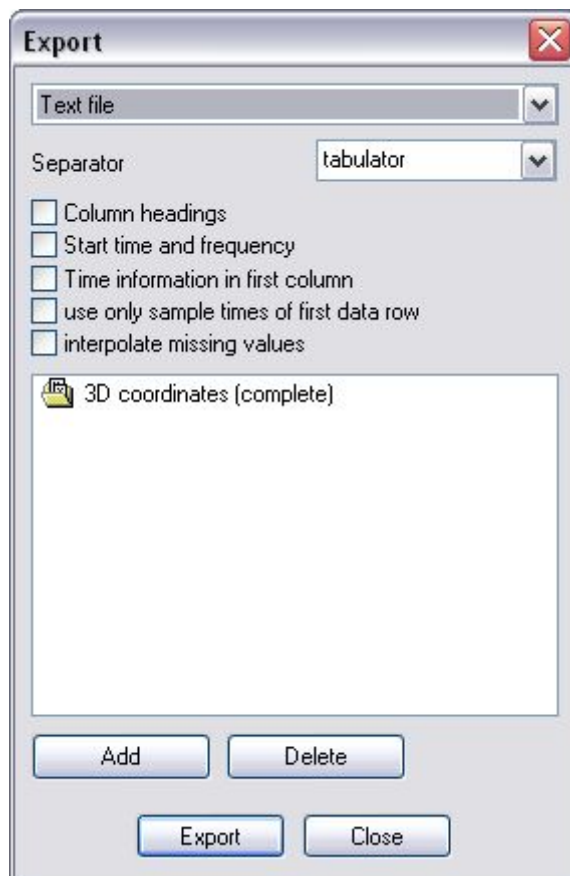 Export
Text file
Separator
tabulator
Column headings
Start time and frequency
Time information in first column
use only sample times of first data row
interpolate missing values
3D coordinates (complete)
Add
Delete
Export
Close